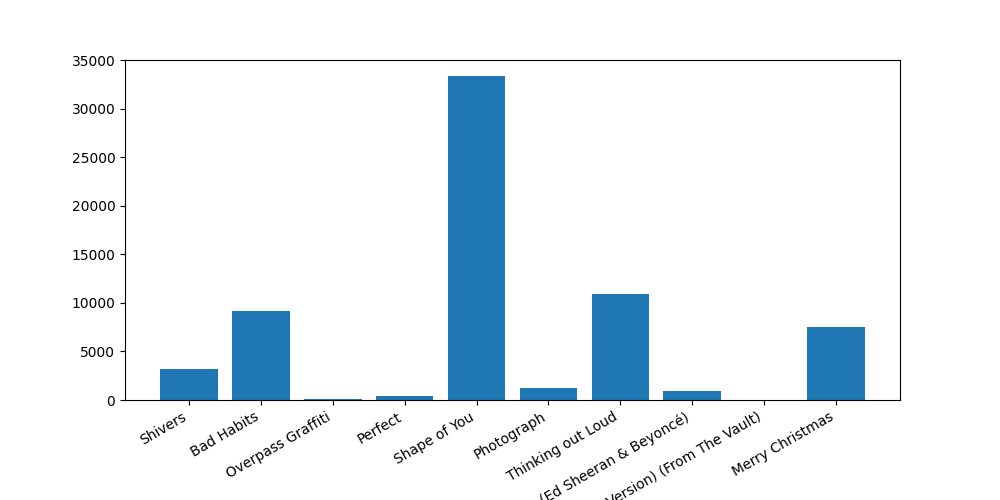 35000
30000
25000
20000
15000
10000
5000
0
Shivers
Bad Habits
Overpass Graffiti
Perfect
Shape of You
Photograph
Thinking out Loud
(Ed Sheeran & Beyoncé)
Version) (From The Vault)
Merry Christmas